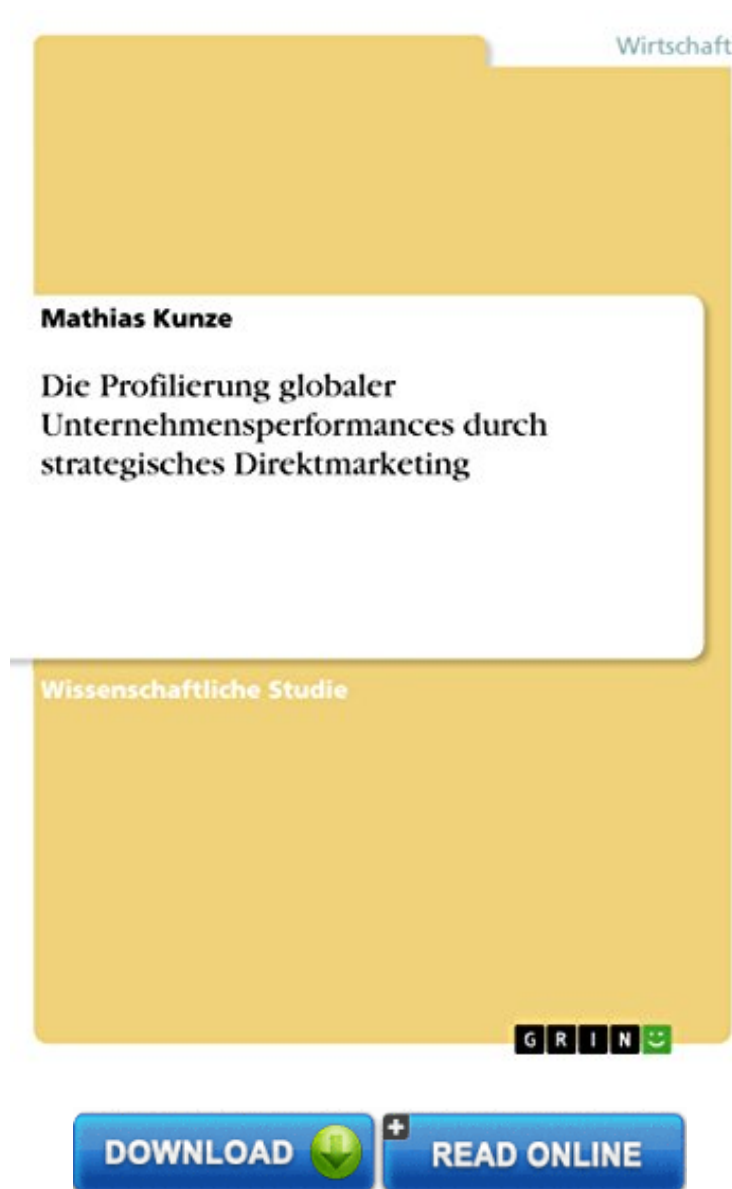 Wirtschaft
Mathias Kunze
Die Profilierung globaler
Unternehmensperformances durch
strategisches Direktmarketing
Wissenschaftliche Studie
GRIN
DOWNLOAD
READ ONLINE